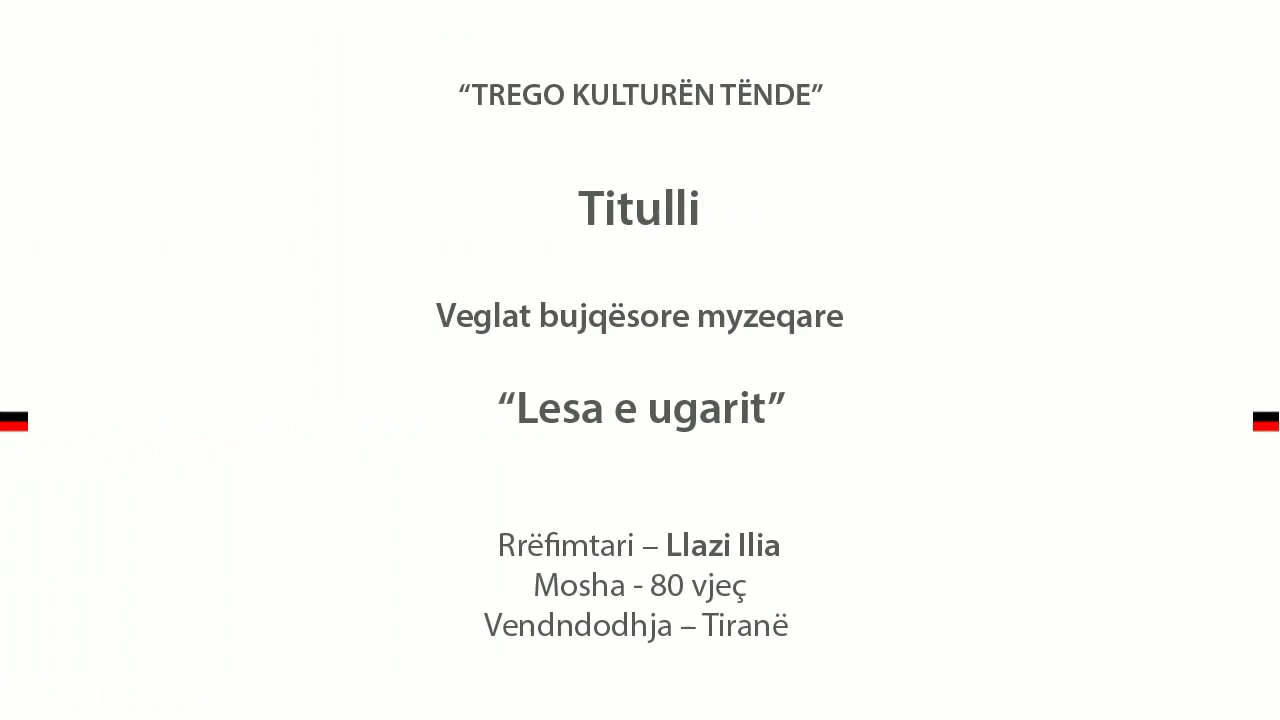 “TREGO KULTURËN TËNDE”
Titulli
Veglat bujqësore myzeqare
“Lesa e ugarit”
Rrëfimtari – Llazi Ilia
Mosha - 80 vjeç
Vendndodhja – Tiranë